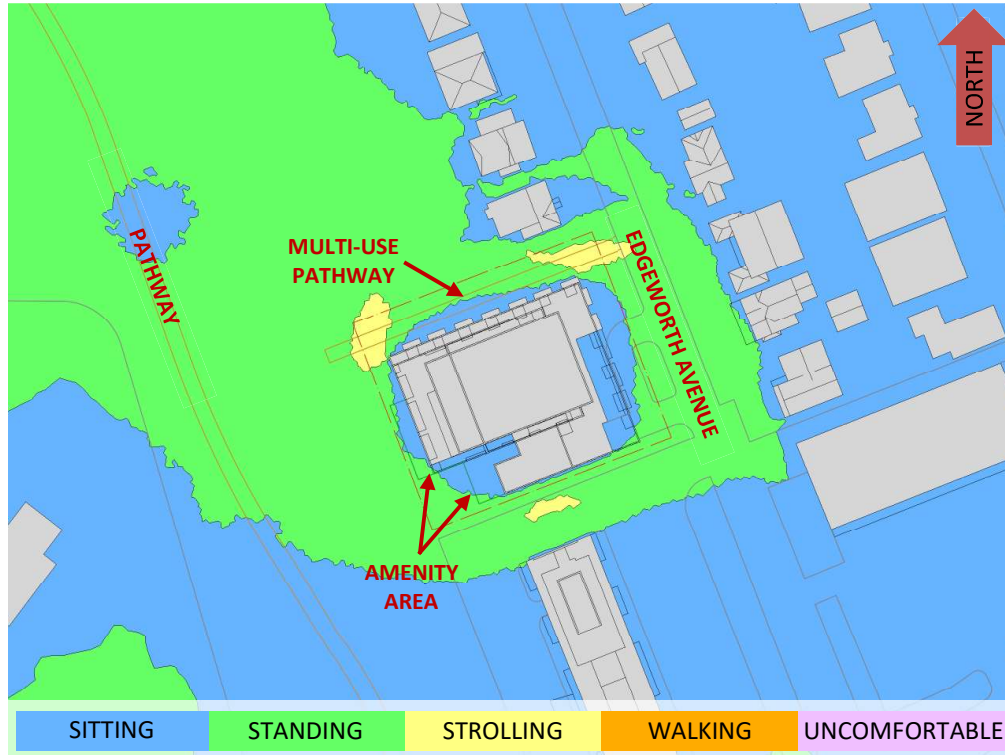 NORTH
MULTI-USE
PATHWAY
PATHWAY
EDGEWORTH AVENUE
AMENITY
AREA
SITTING
STANDING
STROLLING
WALKING
UNCOMFORTABLE